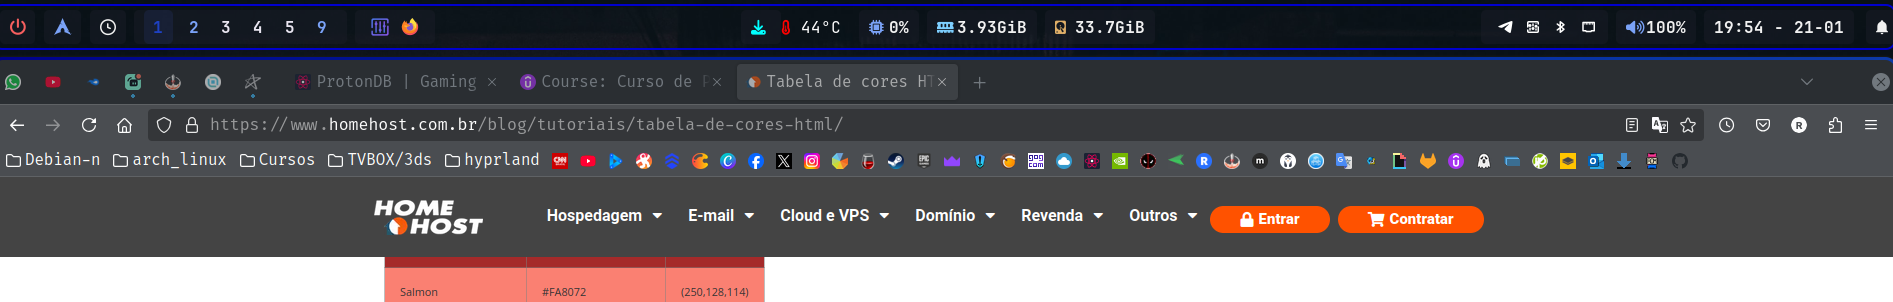 1 2 3 4 5 9 44°C 0% 3.93GiB 33.7GiB 100% 19:54 - 21-01
ProtonDB | Gaming Course: Curso de Tabela de cores HT
https://www.homehost.com.br/blog/tutoriais/tabela-de-cores-html/
Debian-n arch_linux Cursos TVBOX/3ds hyprland
HOME HOST Hospedagem E-mail Cloud e VPS Domínio Revenda Outros Entrar Contratar
Salmon #FA8072 (250,128,114)